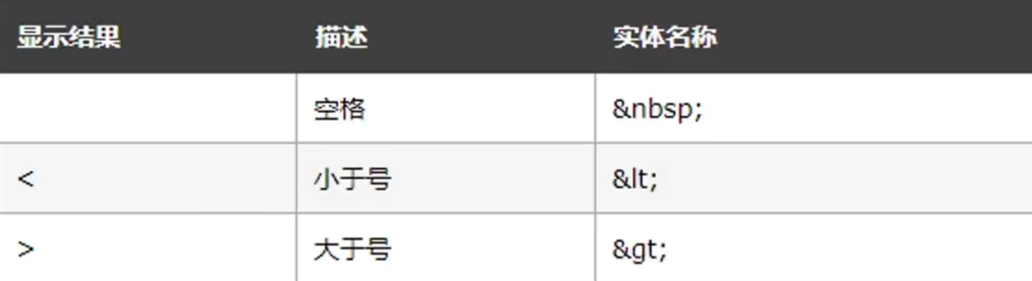 显示结果 描述 实体名称
空格 &nbsp;
< 小于号 &lt;
> 大于号 &gt;